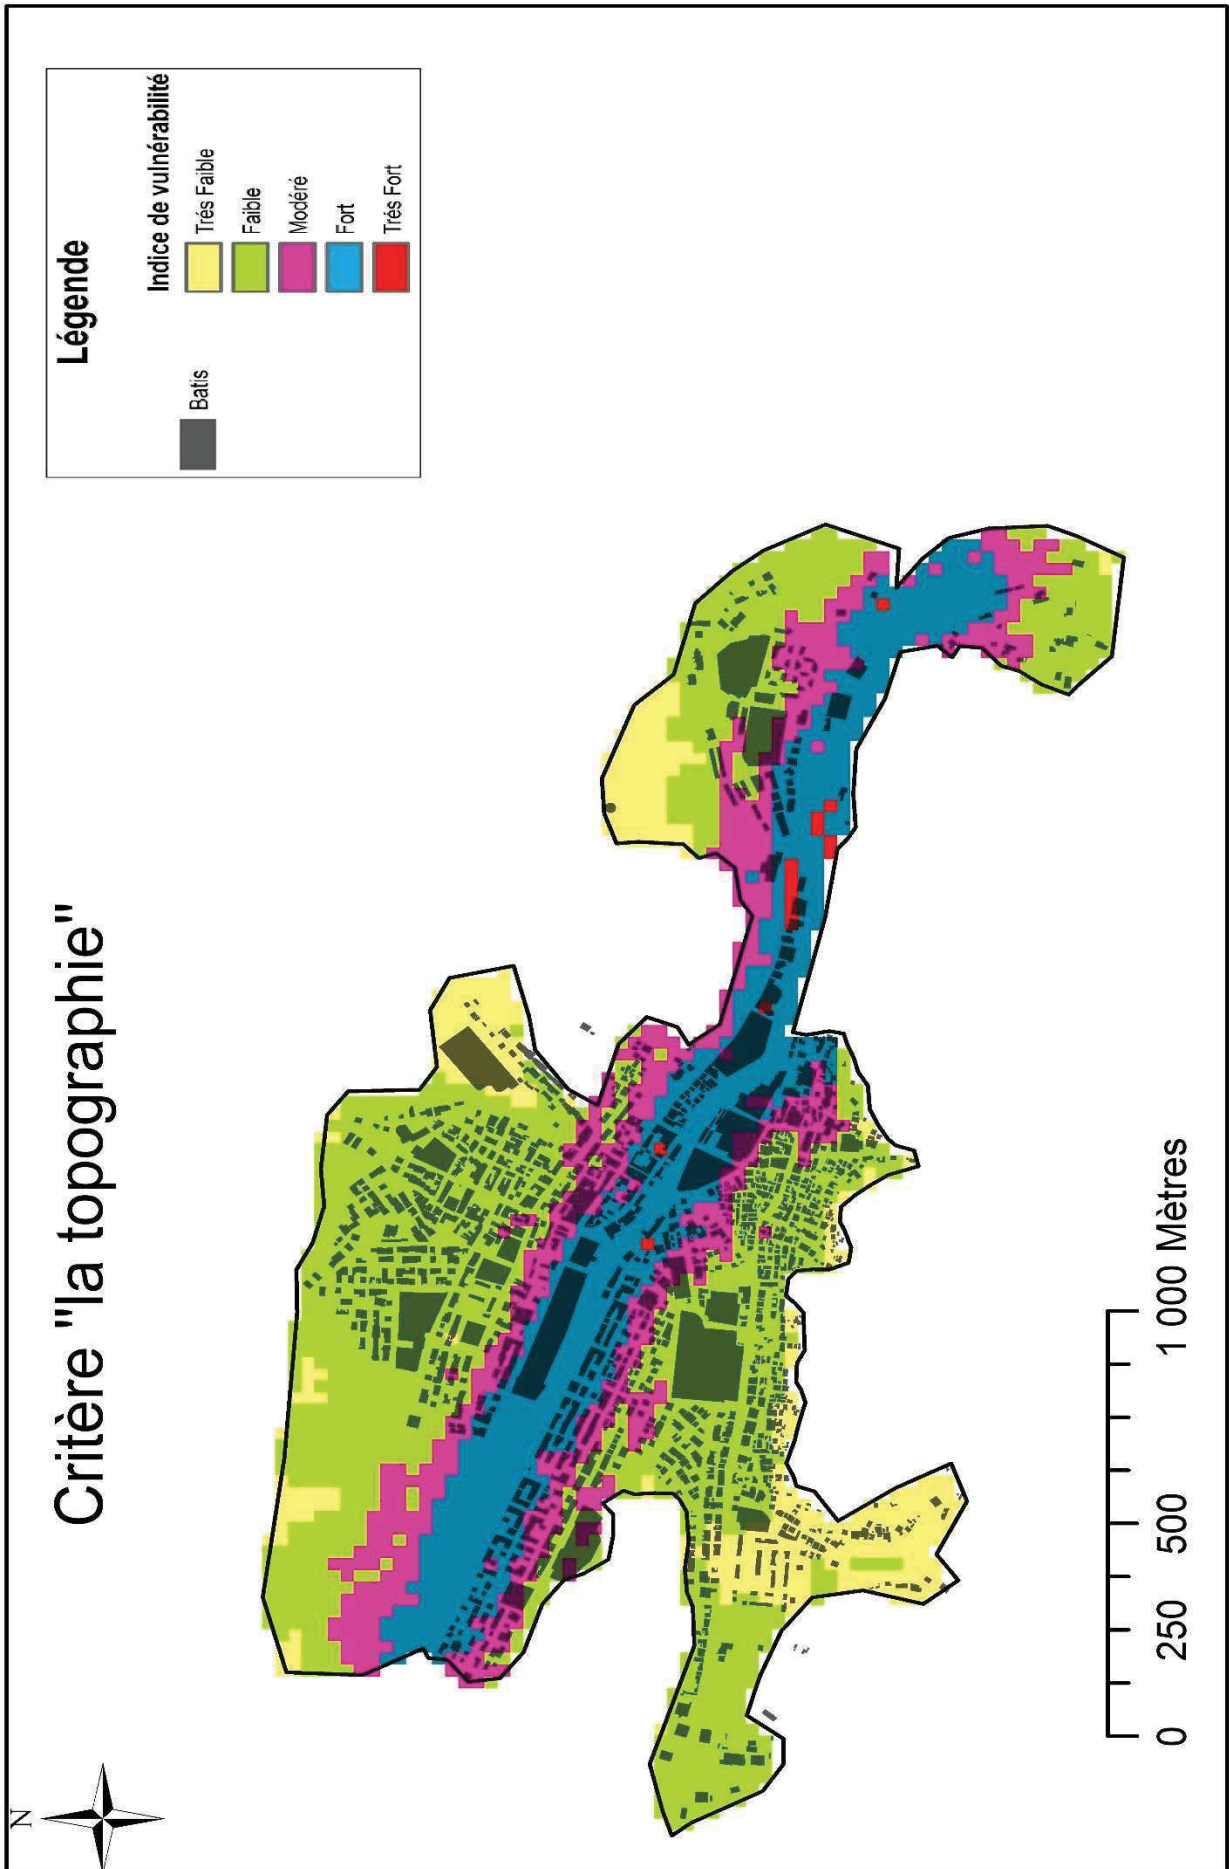 N
Critère "la topographie"
Légende
Batis
Indice de vulnérabilité
Trés Faible
Faible
Modéré
Fort
Trés Fort
0 250 500 1 000 Mètres